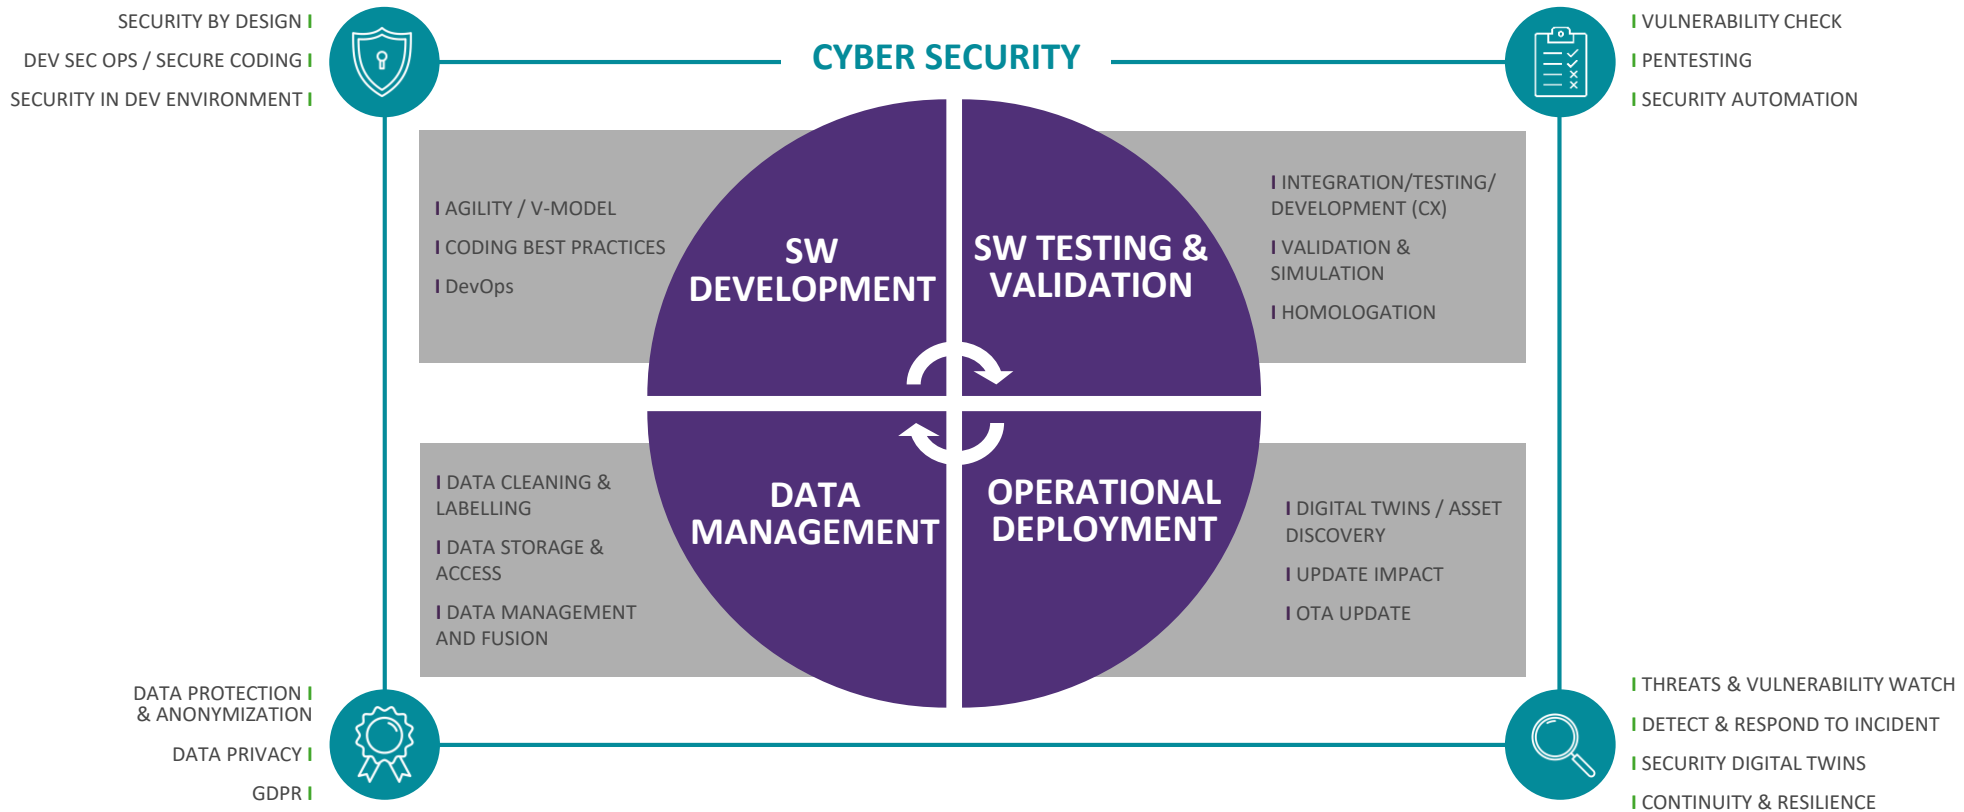 SECURITY BY DESIGN
DEV SEC OPS / SECURE CODING
SECURITY IN DEV ENVIRONMENT
CYBER SECURITY
VULNERABILITY CHECK
PENTESTING
SECURITY AUTOMATION
AGILITY / V-MODEL
CODING BEST PRACTICES
DevOps
SW
DEVELOPMENT
SW TESTING &
VALIDATION
INTEGRATION/TESTING/
DEVELOPMENT (CX)
VALIDATION &
SIMULATION
HOMOLOGATION
DATA CLEANING &
LABELLING
DATA STORAGE &
ACCESS
DATA MANAGEMENT
AND FUSION
DATA
MANAGEMENT
OPERATIONAL
DEPLOYMENT
DIGITAL TWINS / ASSET
DISCOVERY
UPDATE IMPACT
OTA UPDATE
DATA PROTECTION
& ANONYMIZATION
DATA PRIVACY
GDPR
THREATS & VULNERABILITY WATCH
DETECT & RESPOND TO INCIDENT
SECURITY DIGITAL TWINS
CONTINUITY & RESILIENCE